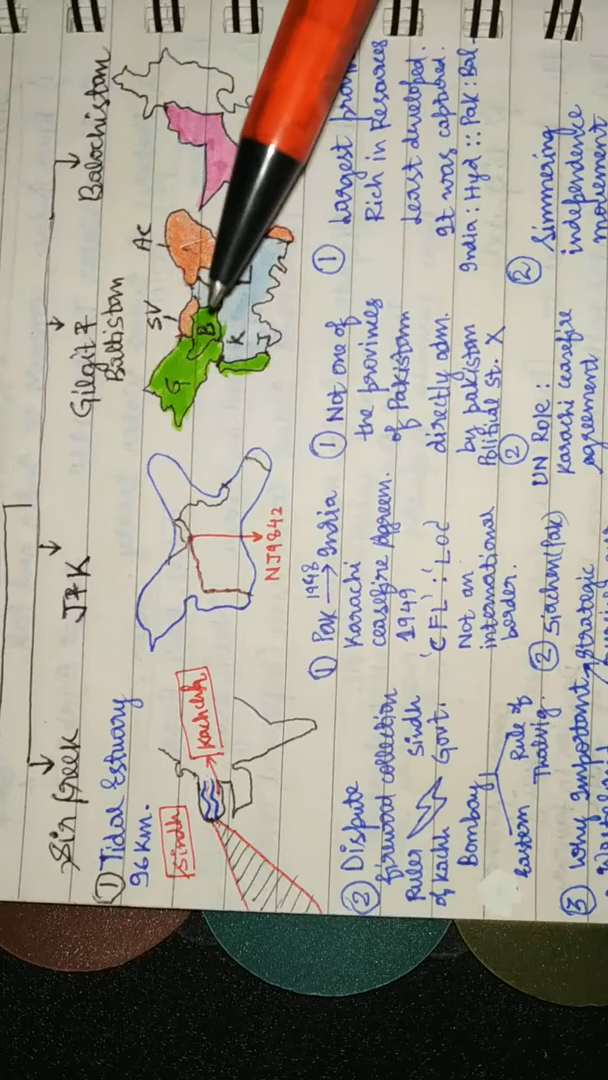 Sir Creek
J&K
Gilgit &
Baltistan
Balochistan
① Tidal Estuary
96 Km.
Sindh
Kachchh
NJ9842
SV
AC
G
B
K
L
J
② Dispute
firewood collection
Ruler Sindh
of Kachh Govt.
Bombay
Eastern Rule of
Thalwig.
③ Why important
① Pak 1948 → India
Karachi
ceasefire Agreem.
1949
'CFL' : 'LOC'
Not an
international
border.
② Siachen (Pak)
strategic
① Not one of
the provinces
of Pakistan
directly adm.
by pakistan
Political st. X
②
UN Role :
Karachi ceasefire
agreement
① Largest
Rich in Resources
Least developed.
It was captured.
India : Hyd :: Pak : Bal-
② Simmering
independence
movement